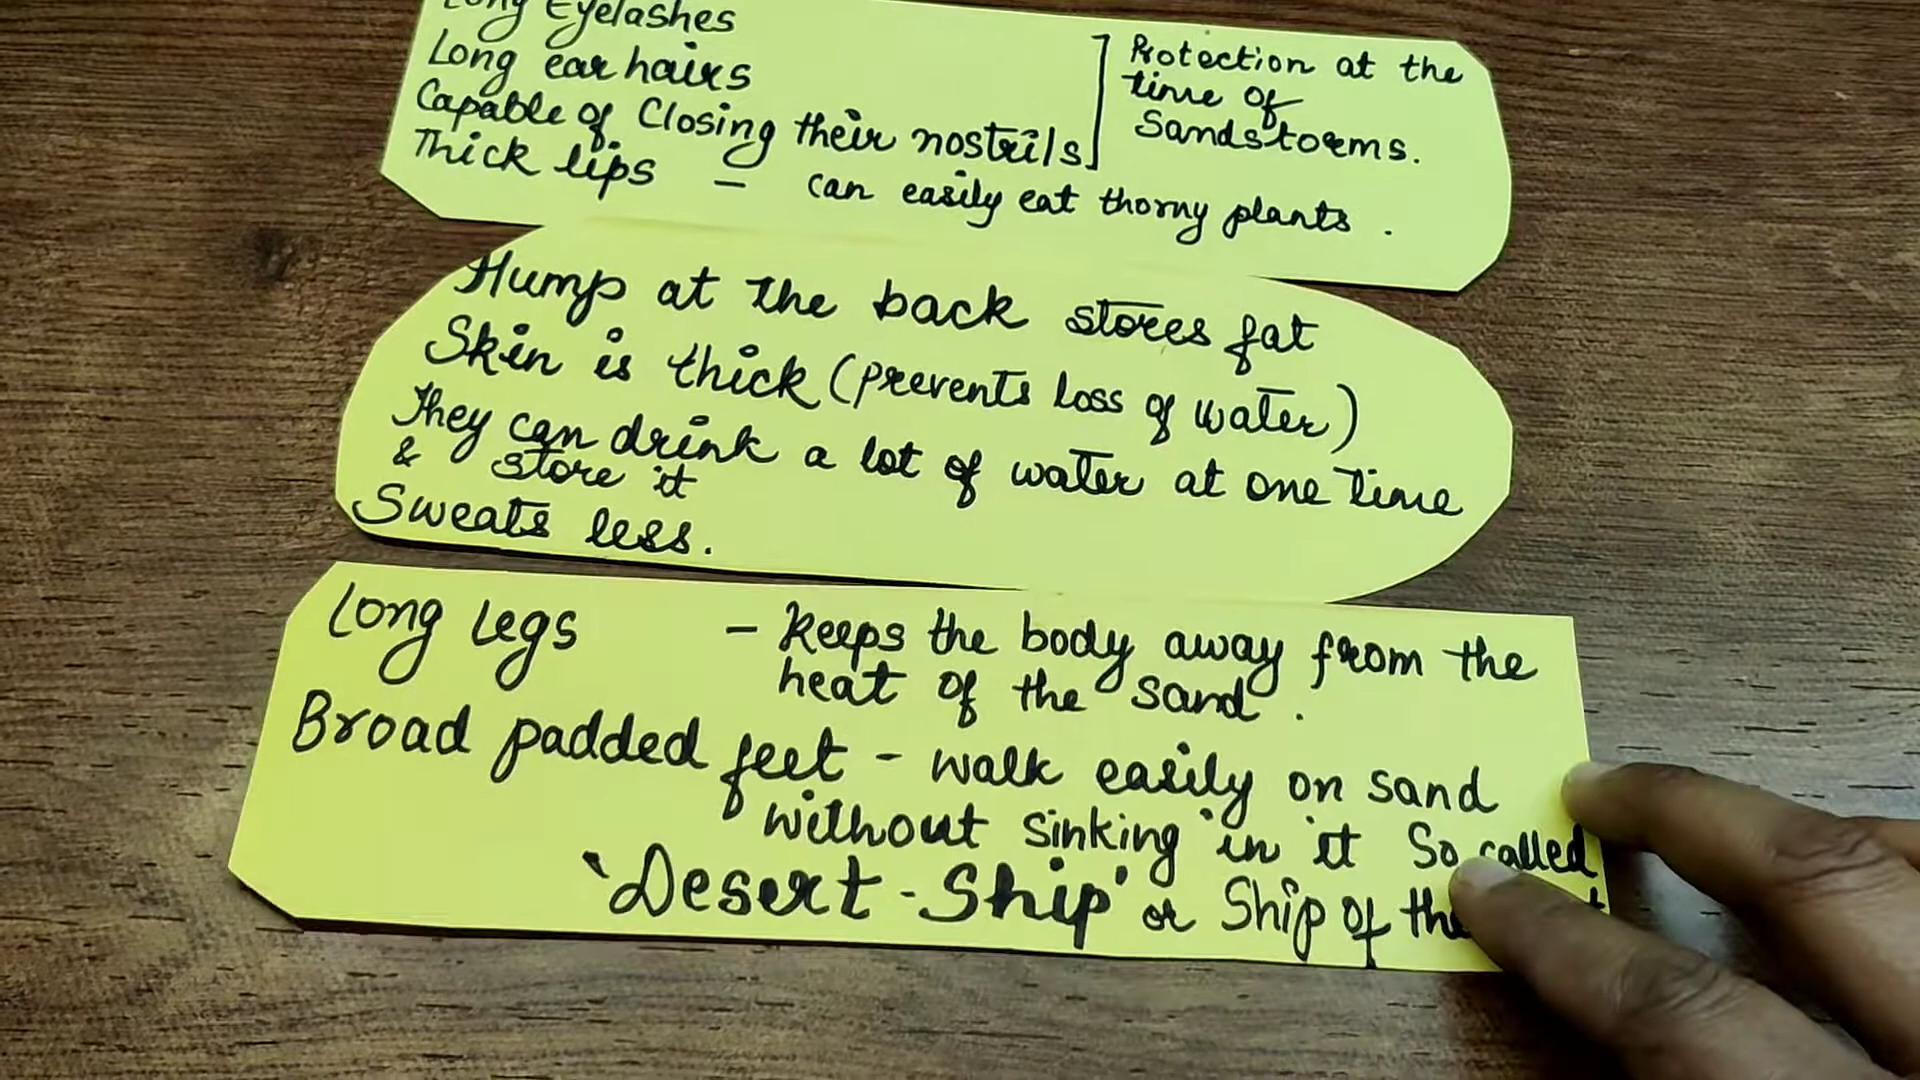 Long Eyelashes
Long ear hairs
Capable of Closing their nostrils
Protection at the
time of
Sandstorms.
Thick lips - can easily eat thorny plants.
Hump at the back stores fat
Skin is thick (prevents loss of water)
They can drink a lot of water at one time
& store it
Sweats less.
Long Legs - keeps the body away from the
heat of the sand.
Broad padded feet - walk easily on sand
without sinking in it So called
'Desert-Ship' or Ship of the